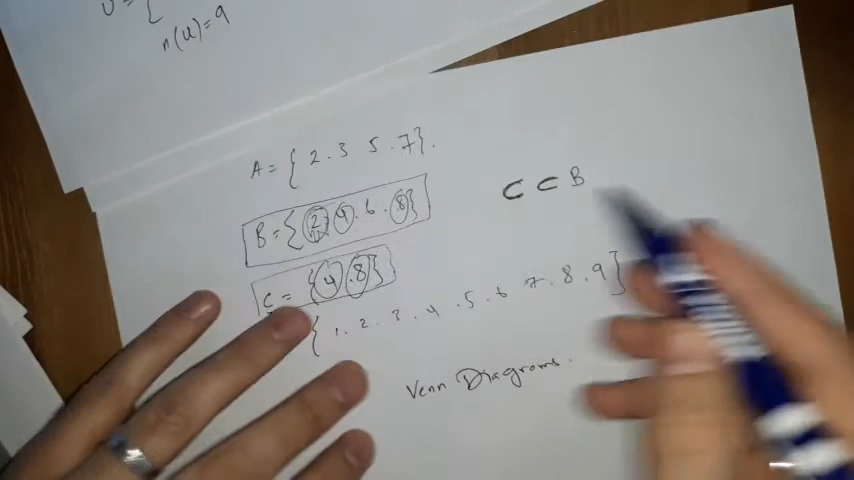 U = {
n(U) = 9
A = { 2 . 3 5 . 7 } .
B = { 2 , 4 . 6 . 8 }
C = { 4 . 8 }
C ⊂ B
{ 1 . 2 . 3 . 4 . 5 . 6 7 . 8 . 9 }
Venn Diagrams .